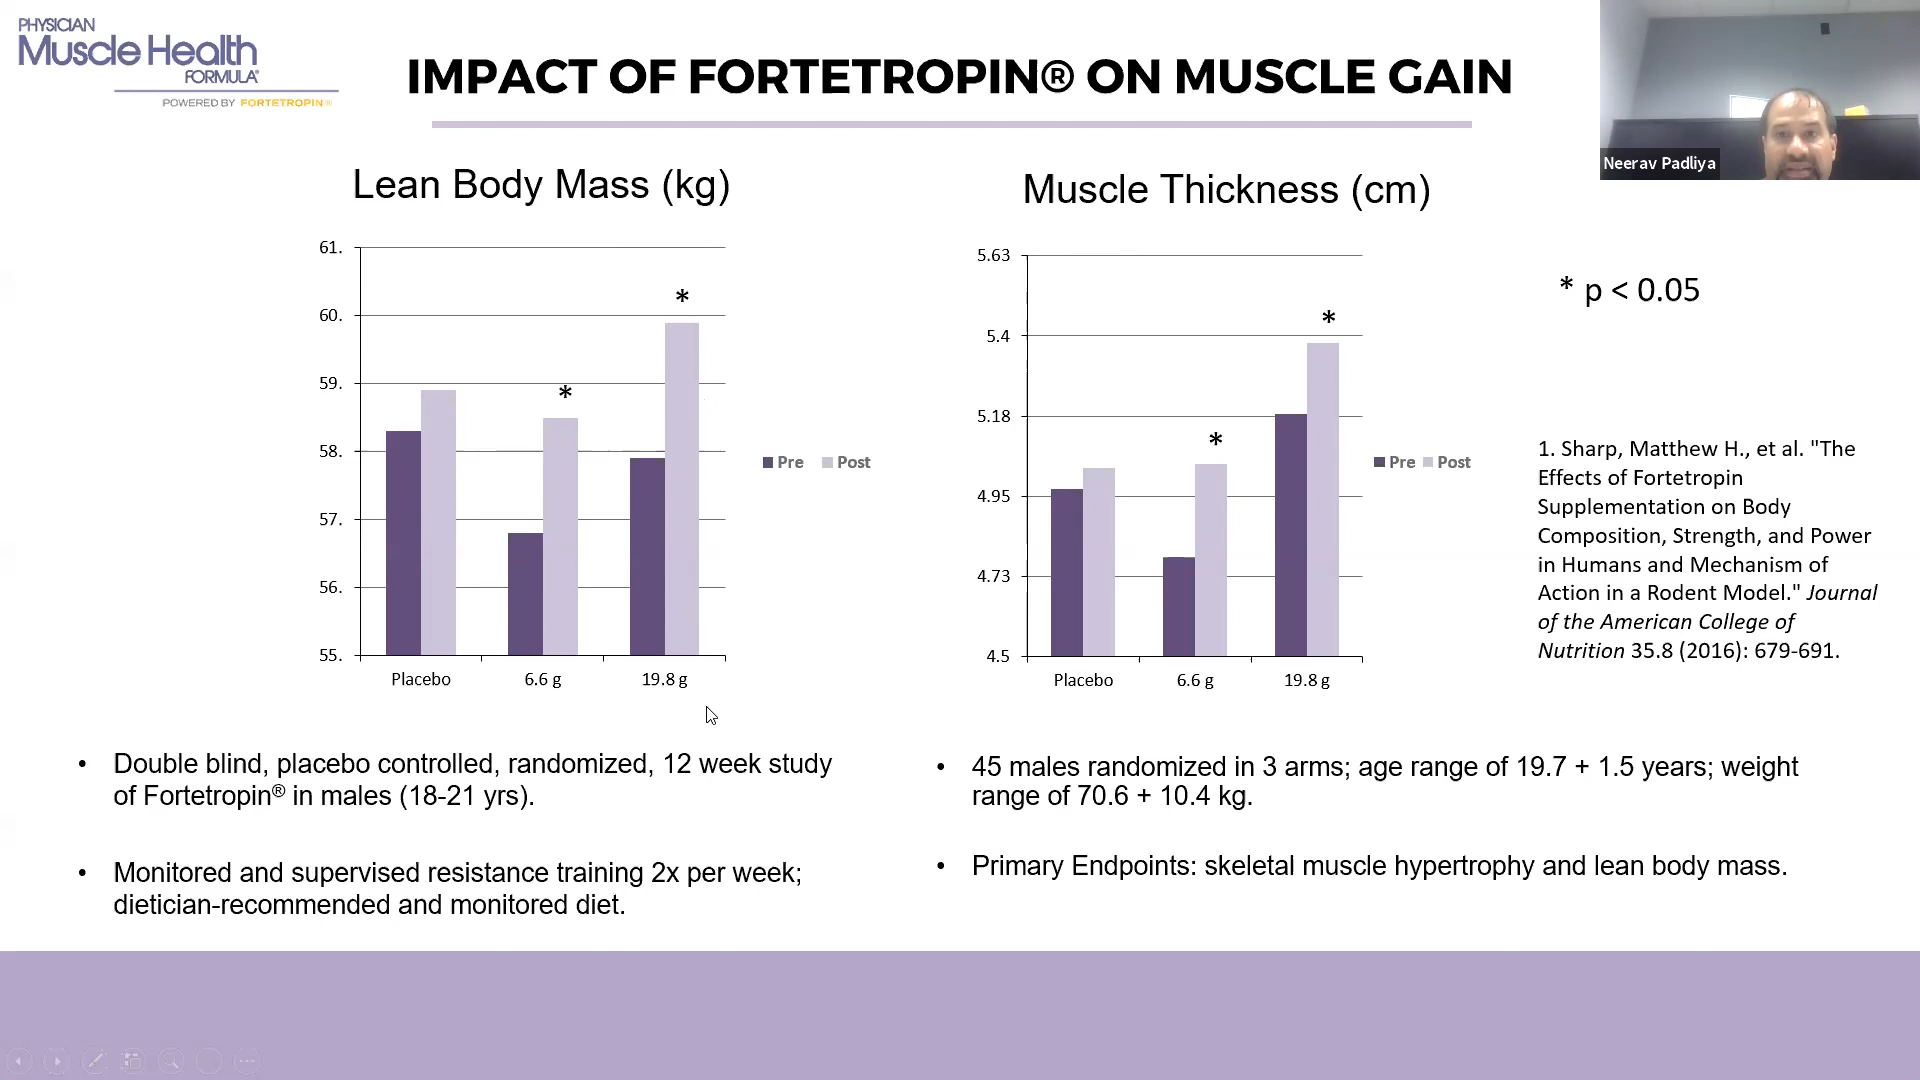 PHYSICIAN
Muscle Health
FORMULA®
POWERED BY FORTETROPIN®
IMPACT OF FORTETROPIN® ON MUSCLE GAIN
Neerav Padliya
Lean Body Mass (kg)
61.
60.
59.
58.
57.
56.
55.
*
*
Placebo
6.6 g
19.8 g
Pre
Post
Muscle Thickness (cm)
5.63
5.4
5.18
4.95
4.73
4.5
*
*
Placebo
6.6 g
19.8 g
Pre
Post
* p < 0.05
1. Sharp, Matthew H., et al. "The
Effects of Fortetropin
Supplementation on Body
Composition, Strength, and Power
in Humans and Mechanism of
Action in a Rodent Model." Journal
of the American College of
Nutrition 35.8 (2016): 679-691.
• Double blind, placebo controlled, randomized, 12 week study
of Fortetropin® in males (18-21 yrs).
• Monitored and supervised resistance training 2x per week;
dietician-recommended and monitored diet.
• 45 males randomized in 3 arms; age range of 19.7 + 1.5 years; weight
range of 70.6 + 10.4 kg.
• Primary Endpoints: skeletal muscle hypertrophy and lean body mass.